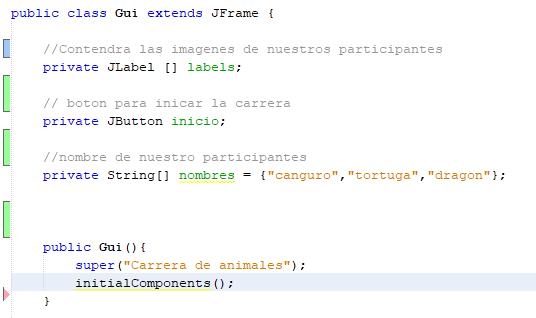 public class Gui extends JFrame {
//Contendra las imagenes de nuestros participantes
private JLabel [] labels;
// boton para inicar la carrera
private JButton inicio;
//nombre de nuestro participantes
private String[] nombres = {"canguro","tortuga","dragon"};
public Gui(){
super("Carrera de animales");
initialComponents();
}